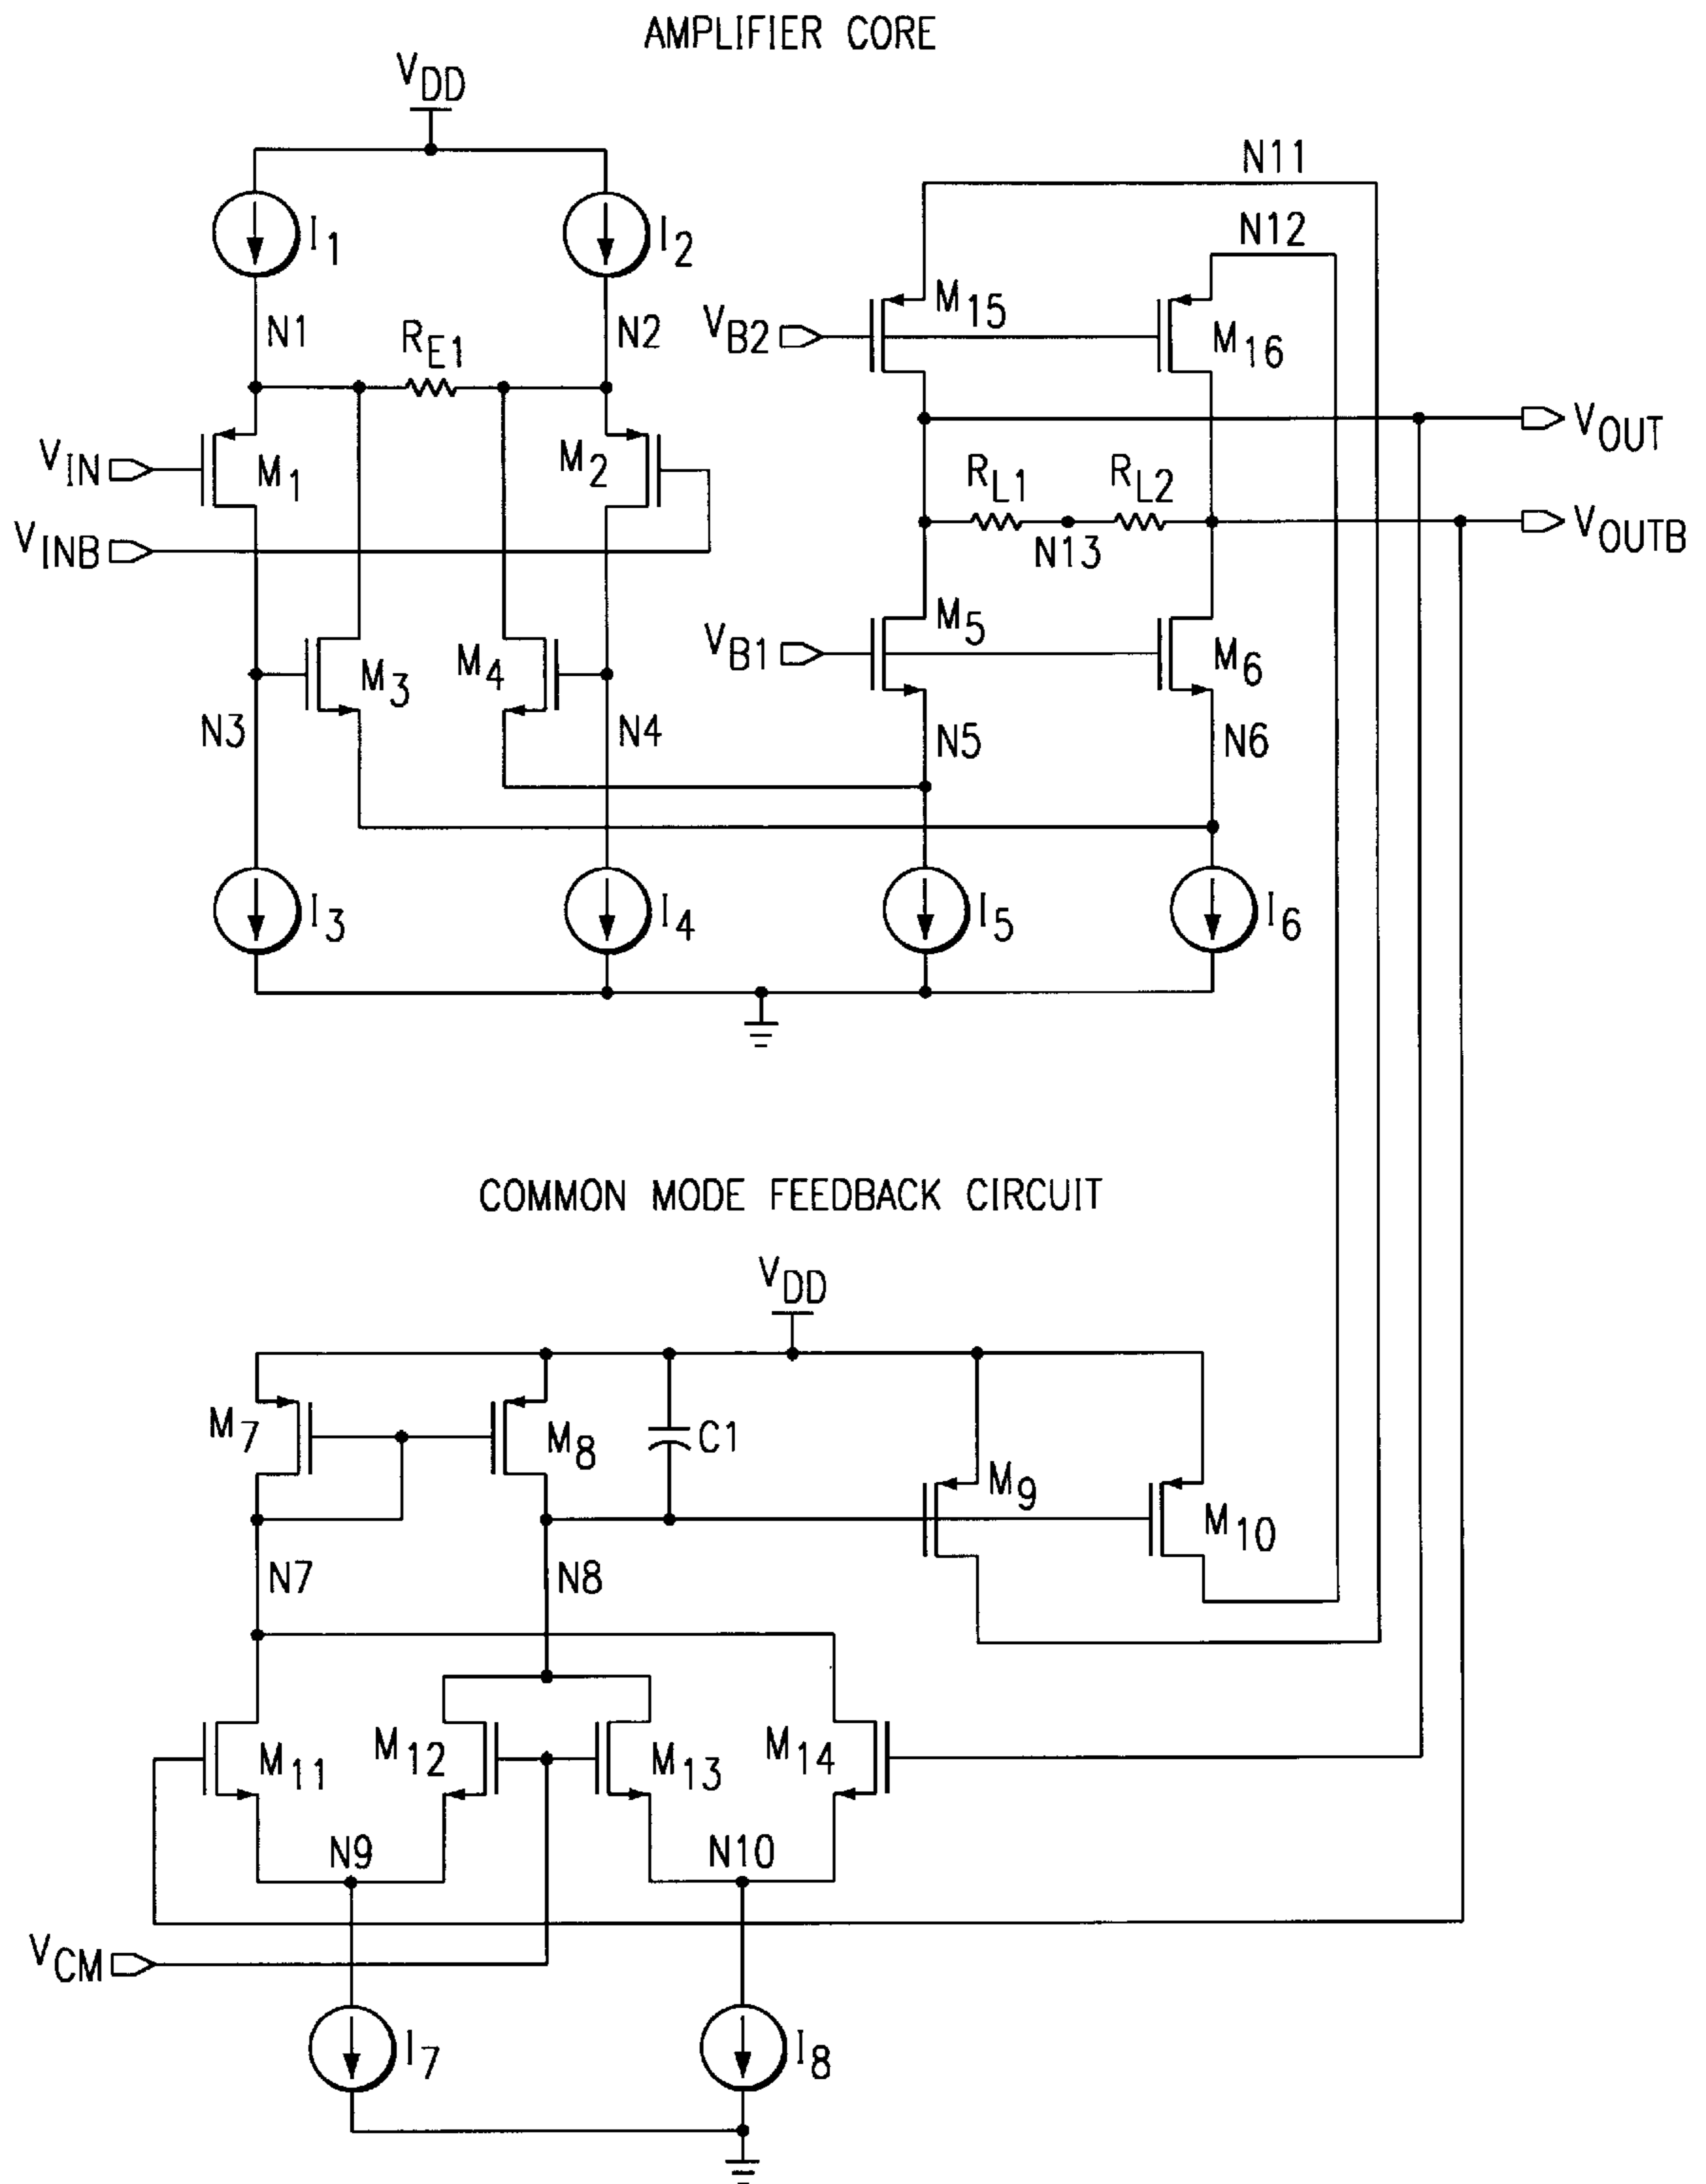 AMPLIFIER CORE
VDD
I1
I2
N11
N12
N1
RE1
N2
VB2
M15
M16
VIN
M1
M2
VOUT
RL1
RL2
VINB
N13
VOUTB
M3
M4
VB1
M5
M6
N3
N4
N5
N6
I3
I4
I5
I6
COMMON MODE FEEDBACK CIRCUIT
VDD
M7
M8
C1
M9
M10
N7
N8
M11
M12
M13
M14
N9
N10
VCM
I7
I8